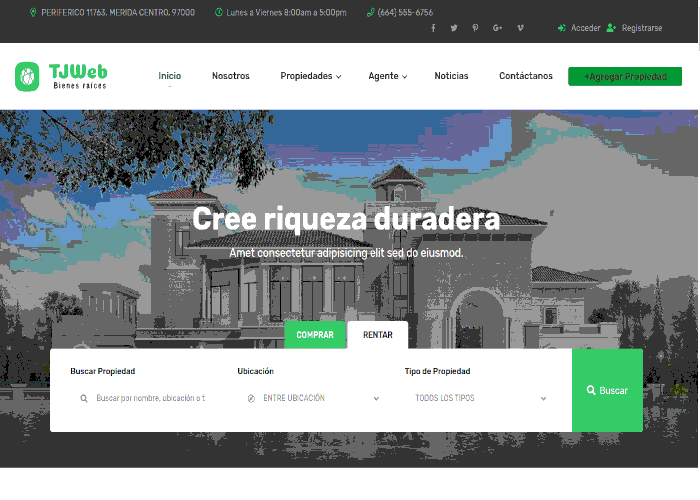 PERIFERICO 11763, MERIDA CENTRO, 97000 Lunes a Viernes 8:00am a 5:00pm (664) 555-6756
Acceder Registrarse
TJWeb
Bienes raíces
Inicio Nosotros Propiedades Agente Noticias Contáctanos +Agregar Propiedad
Cree riqueza duradera
Amet consectetur adipisicing elit sed do eiusmod.
COMPRAR RENTAR
Buscar Propiedad Ubicación Tipo de Propiedad
Buscar por nombre, ubicación o t ENTRE UBICACIÓN TODOS LOS TIPOS
Buscar